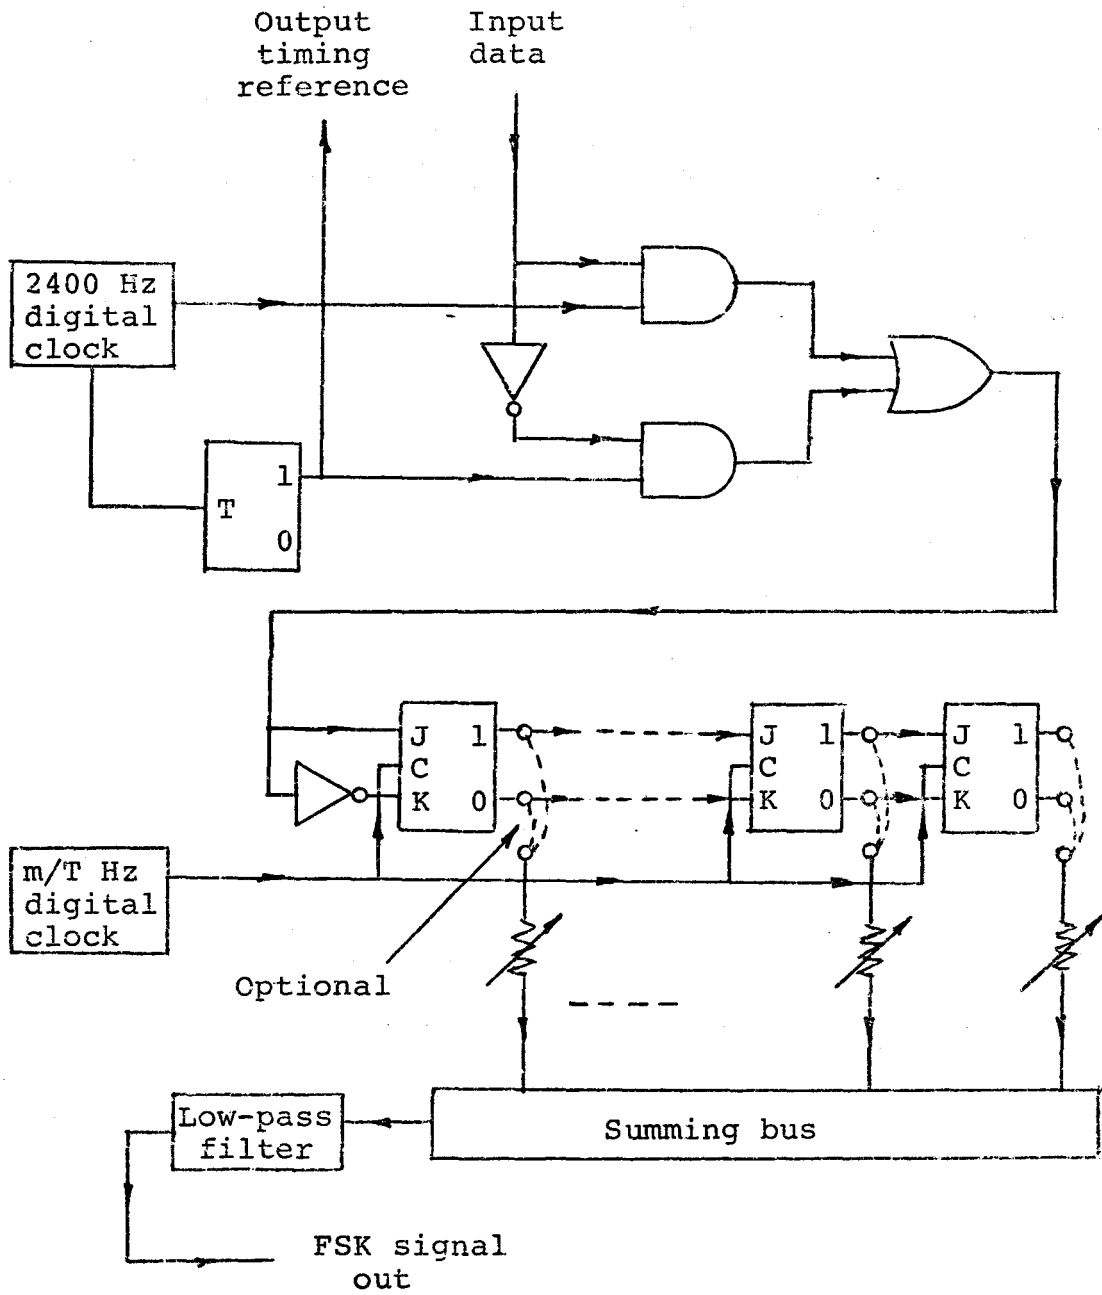 Output
timing
reference
Input
data
2400 Hz
digital
clock
T
1
0
J
C
K
1
0
J
C
K
1
0
J
C
K
1
0
m/T Hz
digital
clock
Optional
Low-pass
filter
Summing bus
FSK signal
out